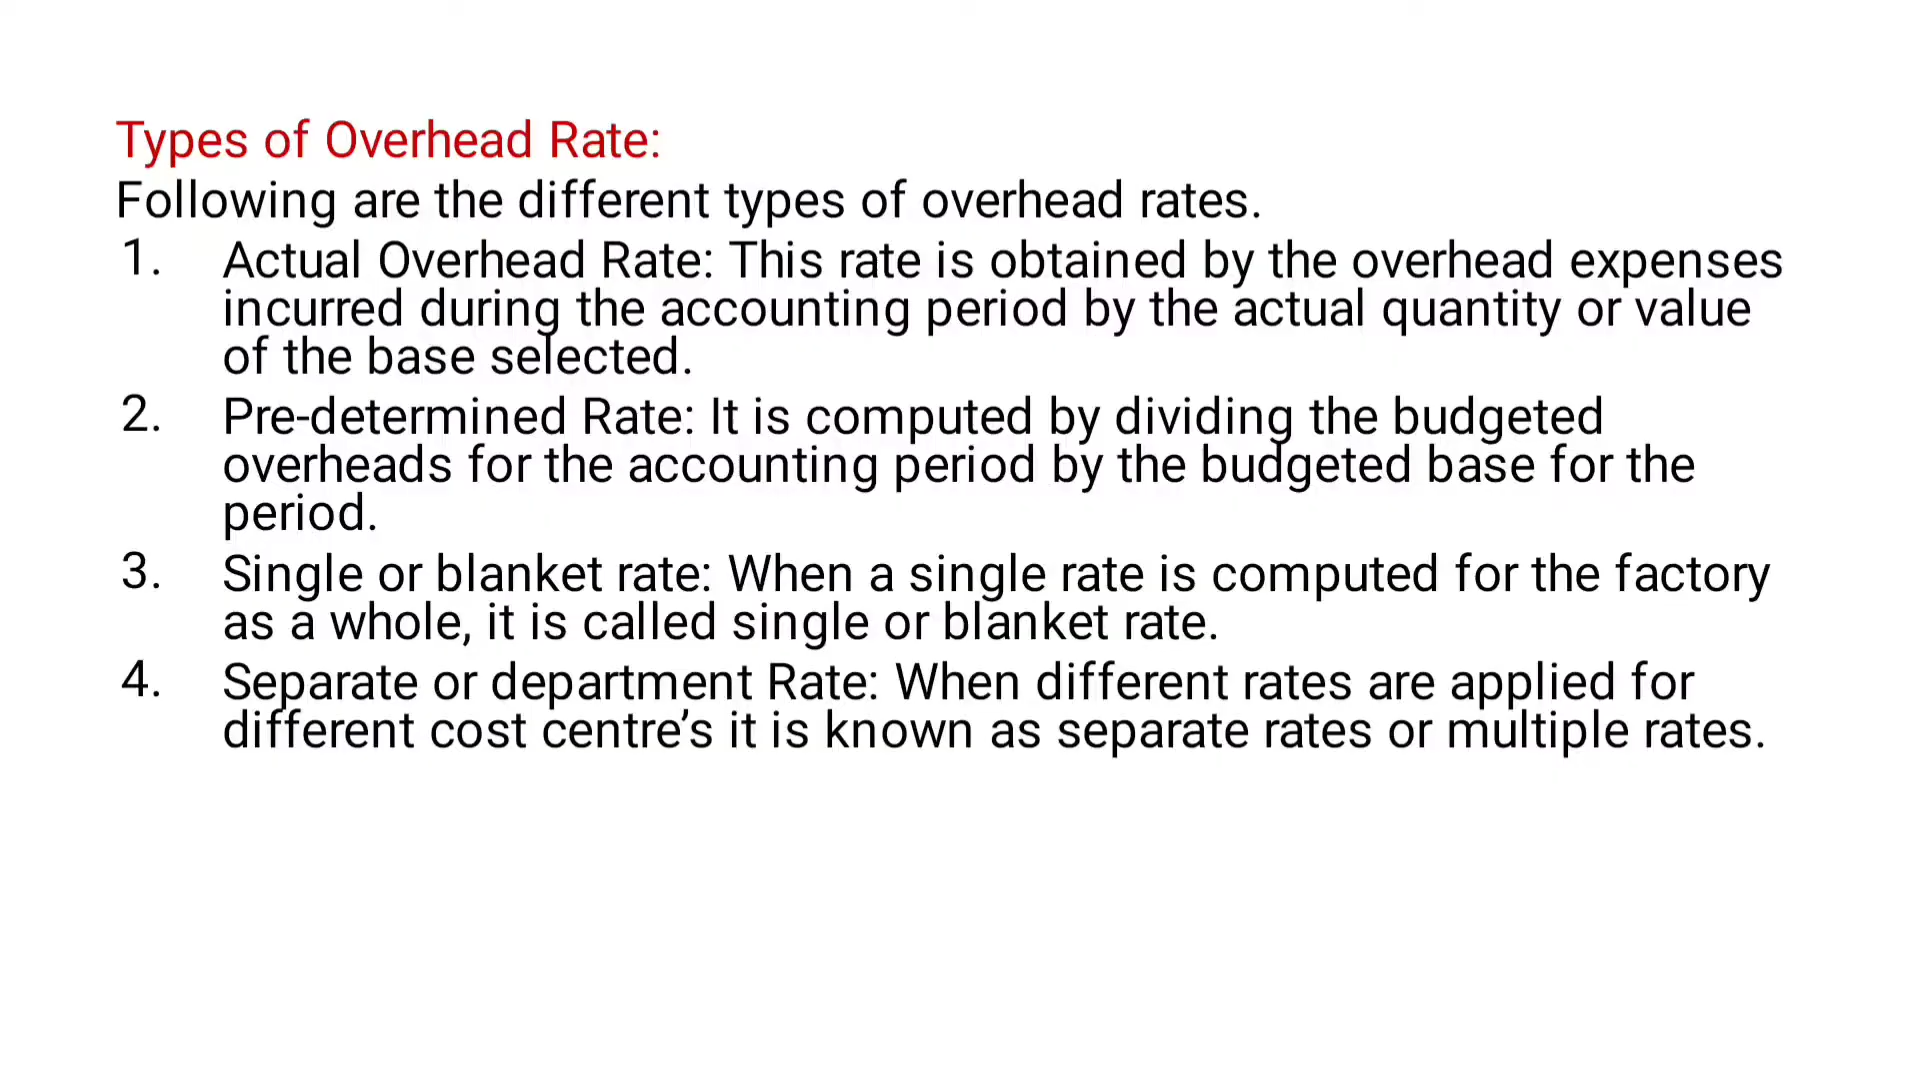 Types of Overhead Rate:
Following are the different types of overhead rates.
1. Actual Overhead Rate: This rate is obtained by the overhead expenses
incurred during the accounting period by the actual quantity or value
of the base selected.
2. Pre-determined Rate: It is computed by dividing the budgeted
overheads for the accounting period by the budgeted base for the
period.
3. Single or blanket rate: When a single rate is computed for the factory
as a whole, it is called single or blanket rate.
4. Separate or department Rate: When different rates are applied for
different cost centre’s it is known as separate rates or multiple rates.